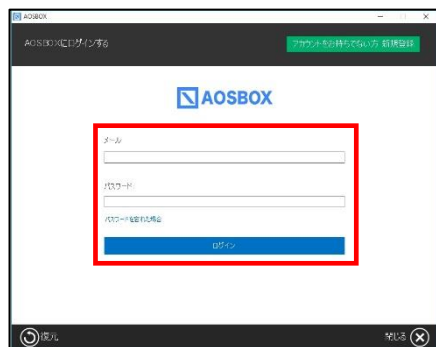 AOSBOX
AOSBOXにログインする
アカウントをお持ちでない方 新規登録
AOSBOX
メール
パスワード
パスワードを忘れた場合
ログイン
復元
閉じる